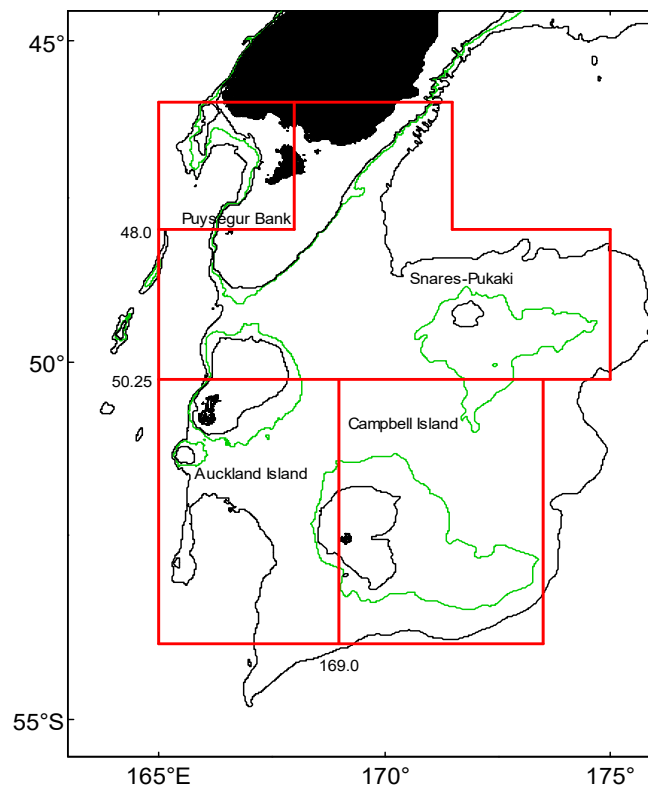 45°
Puysegur Bank
48.0
Snares-Pukaki
50°
50.25
Campbell Island
Auckland Island
169.0
55°S
165°E
170°
175°